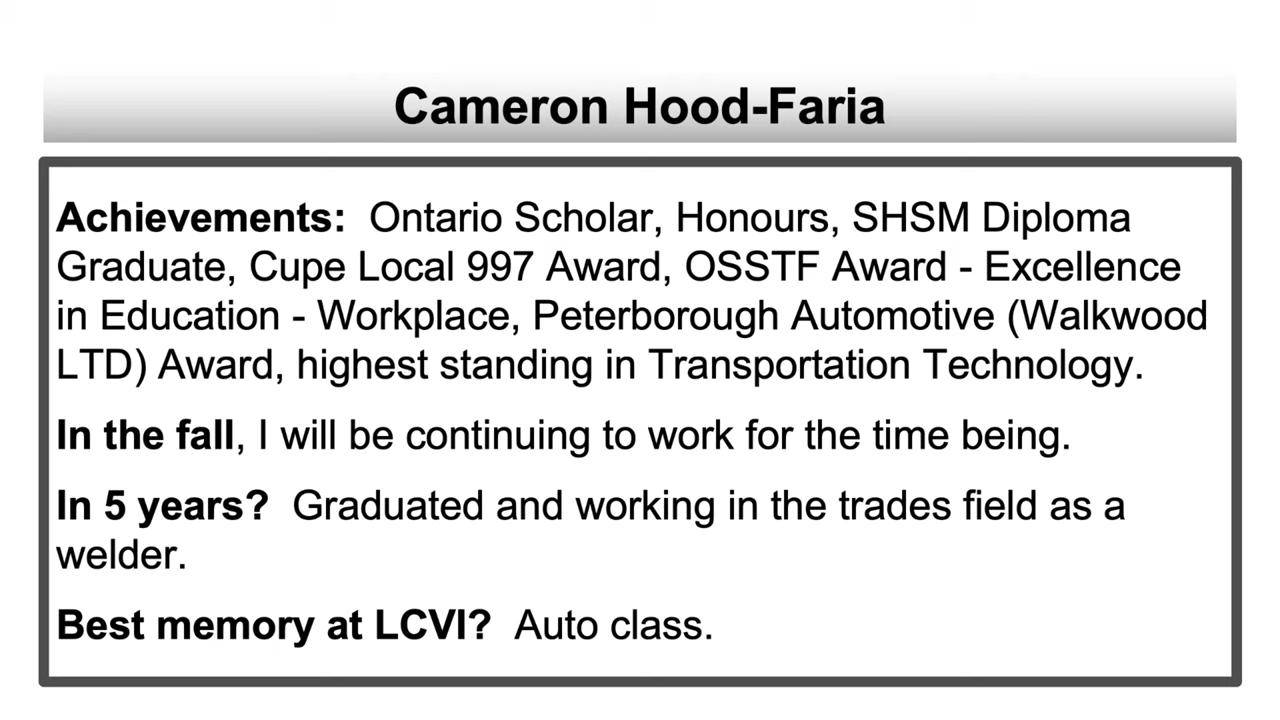 Cameron Hood-Faria
Achievements: Ontario Scholar, Honours, SHSM Diploma
Graduate, Cupe Local 997 Award, OSSTF Award - Excellence
in Education - Workplace, Peterborough Automotive (Walkwood
LTD) Award, highest standing in Transportation Technology.
In the fall, I will be continuing to work for the time being.
In 5 years? Graduated and working in the trades field as a
welder.
Best memory at LCVI? Auto class.